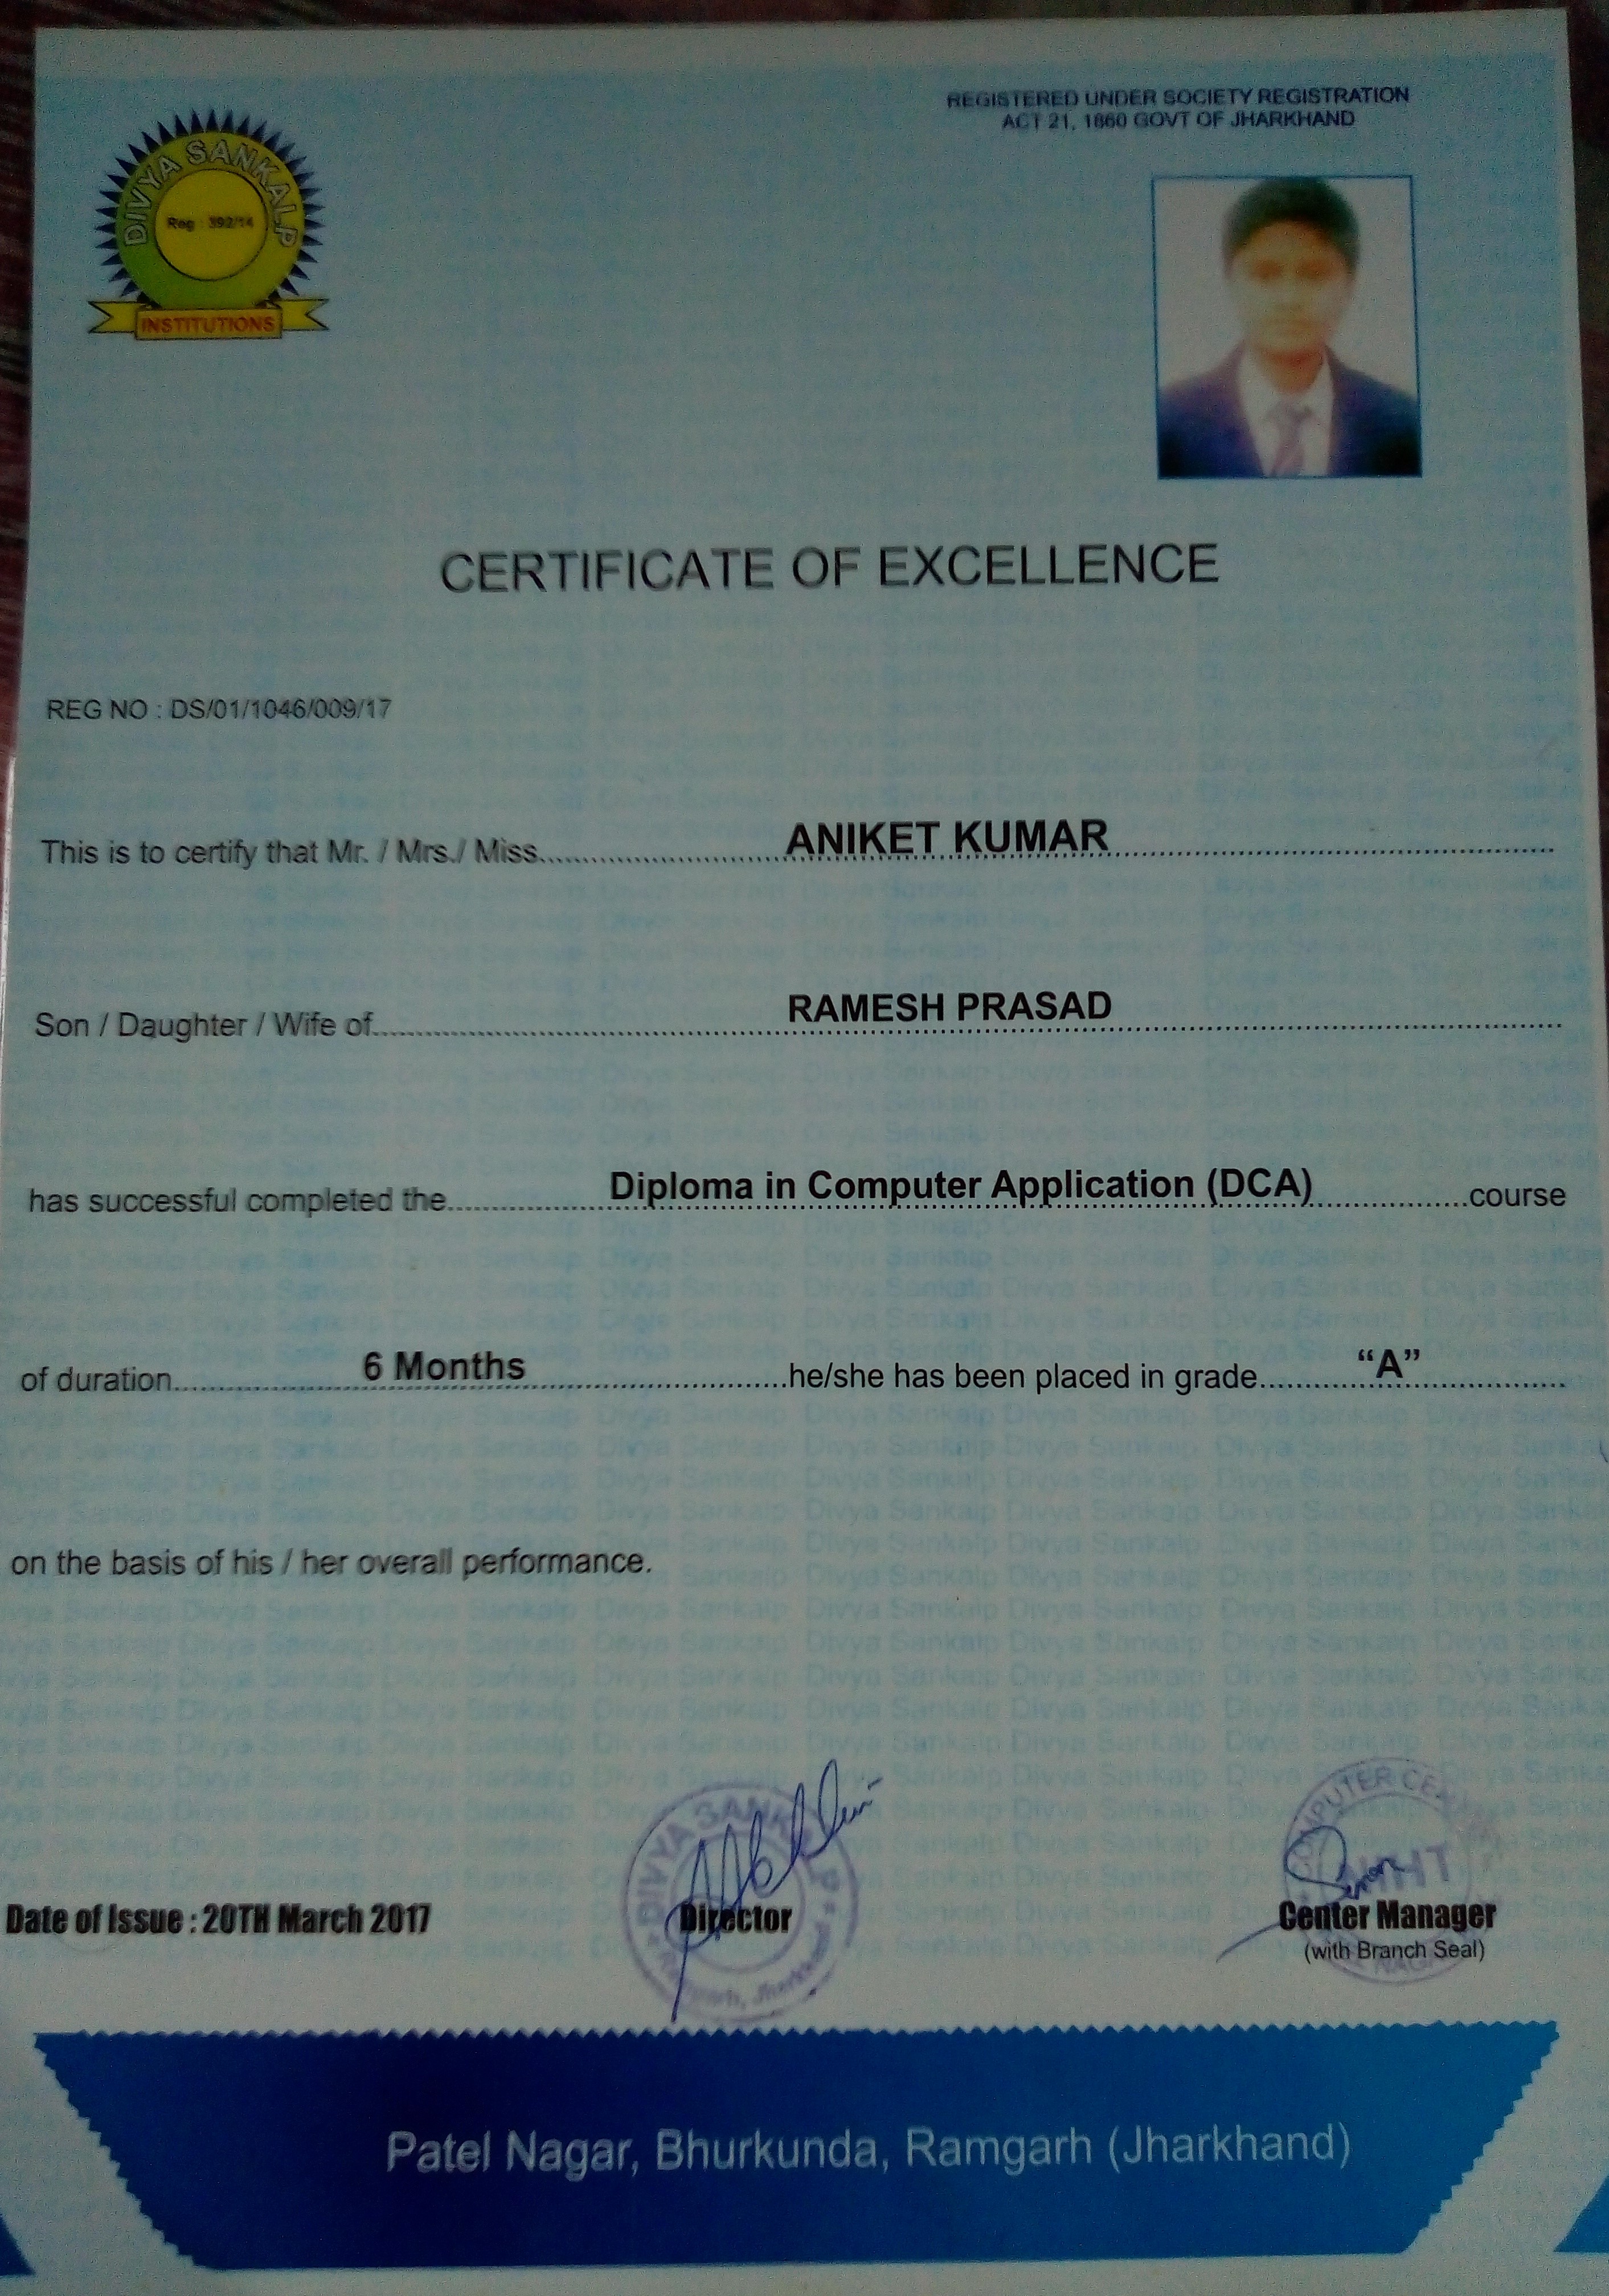 REGISTERED UNDER SOCIETY REGISTRATION
ACT 21, 1860 GOVT OF JHARKHAND
DIVYA SANKALP
Reg : 392/14
INSTITUTIONS
CERTIFICATE OF EXCELLENCE
REG NO : DS/01/1046/009/17
This is to certify that Mr. / Mrs./ Miss....................ANIKET KUMAR....................
Son / Daughter / Wife of....................RAMESH PRASAD....................
has successful completed the....................Diploma in Computer Application (DCA)....................course
of duration....................6 Months....................he/she has been placed in grade..........“A”..........
on the basis of his / her overall performance.
Date of Issue : 20TH March 2017
DIVYA SANKALP
Director
Jharkhand
COMPUTER
Center Manager
(with Branch Seal)
Patel Nagar, Bhurkunda, Ramgarh (Jharkhand)